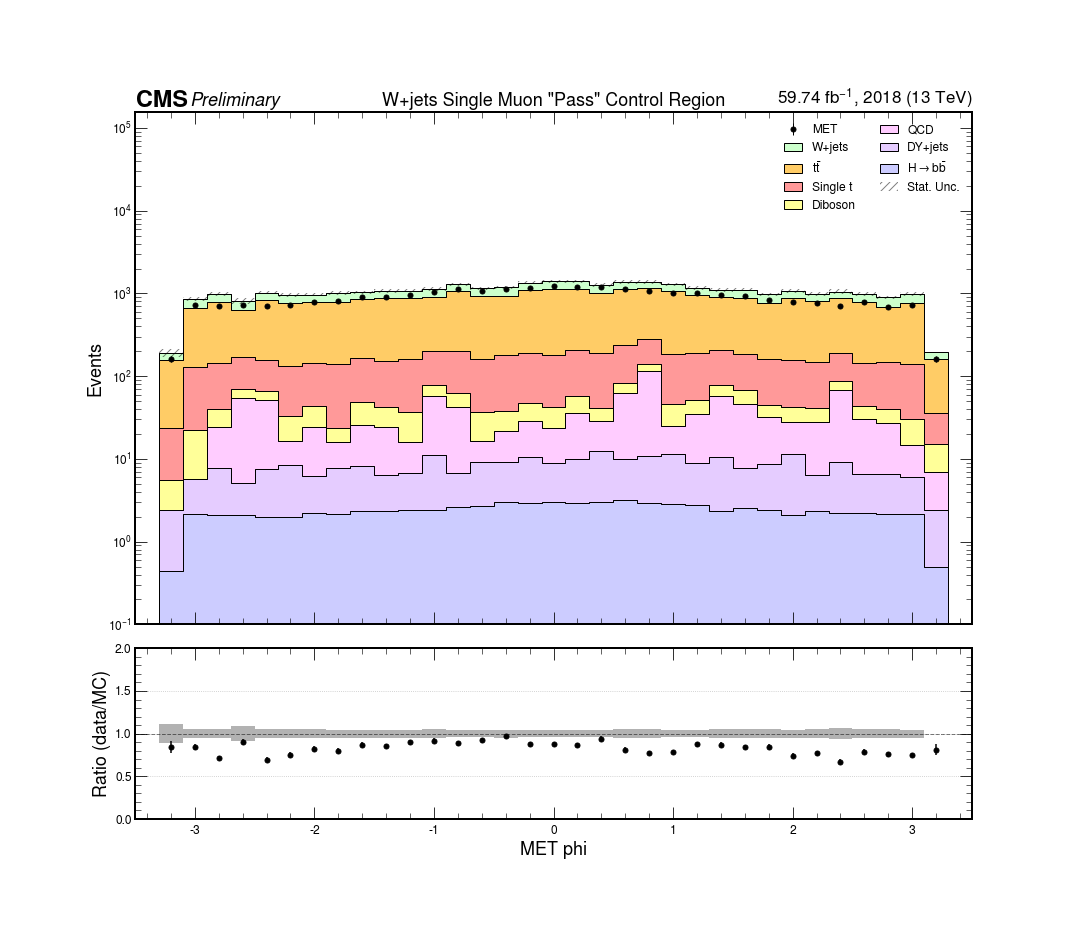 CMS Preliminary W+jets Single Muon "Pass" Control Region 59.74 fb⁻¹, 2018 (13 TeV)
MET QCD
W+jets DY+jets
tt̄ H→bb̄
Single t Stat. Unc.
Diboson
Events
10⁵
10⁴
10³
10²
10¹
10⁰
10⁻¹
Ratio (data/MC)
2.0
1.5
1.0
0.5
0.0
-3 -2 -1 0 1 2 3
MET phi